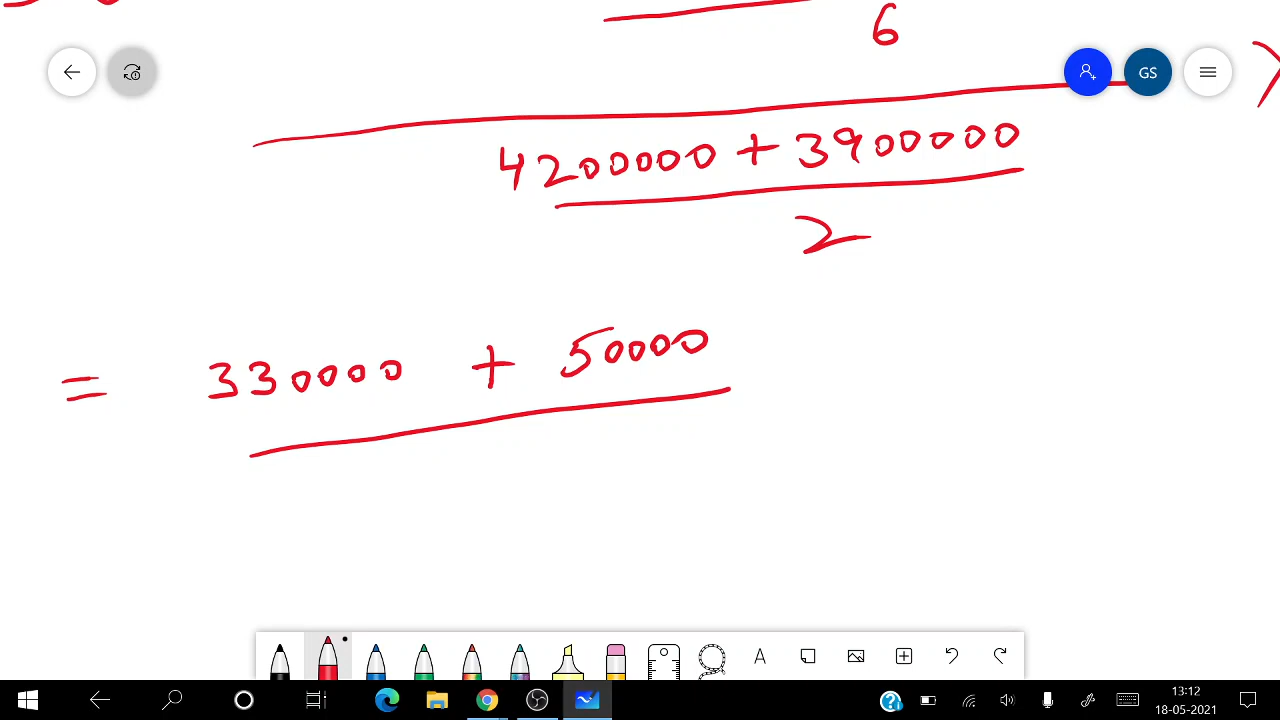 6
GS
4200000 + 3900000
2
= 330000 + 50000
A
13:12
18-05-2021